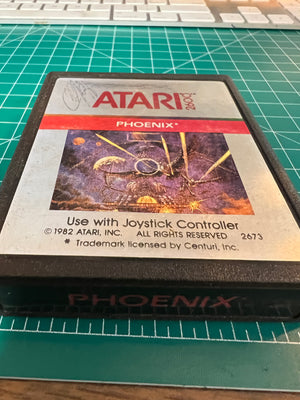 ATARI 2600
PHOENIX*
Use with Joystick Controller
© 1982 ATARI, INC. ALL RIGHTS RESERVED 2673
* Trademark licensed by Centuri, Inc.
PHOENIX